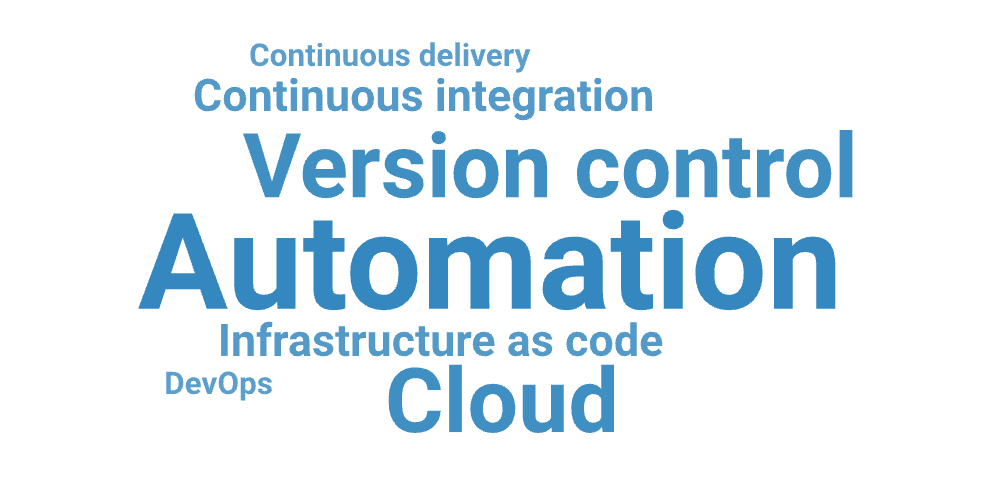 Continuous delivery
Continuous integration
Version control
Automation
Infrastructure as code
DevOps
Cloud